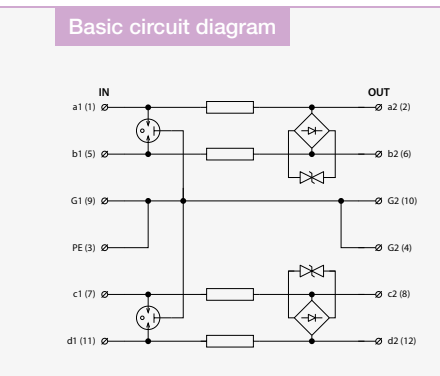 Basic circuit diagram
IN OUT
a1 (1) a2 (2)
b1 (5) b2 (6)
G1 (9) G2 (10)
PE (3) G2 (4)
c1 (7) c2 (8)
d1 (11) d2 (12)